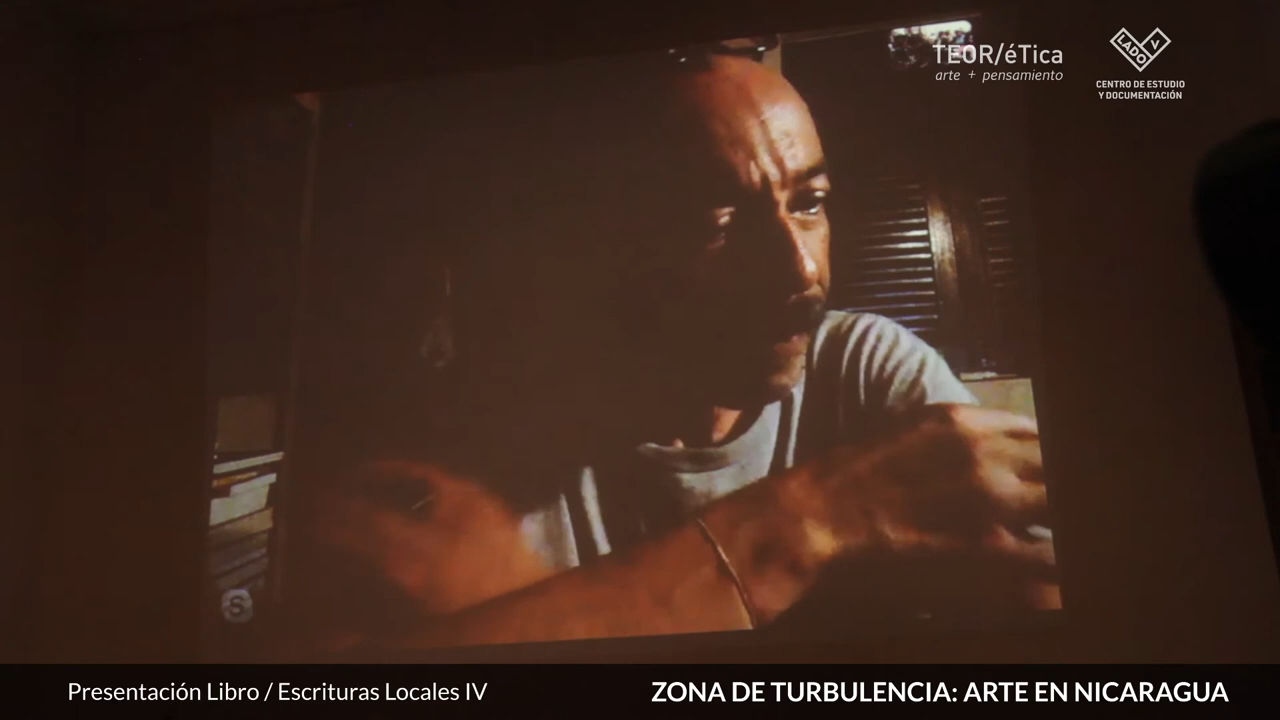 TEOR/éTica
arte + pensamiento
LADO V
CENTRO DE ESTUDIO
Y DOCUMENTACIÓN
S
Presentación Libro / Escrituras Locales IV
ZONA DE TURBULENCIA: ARTE EN NICARAGUA